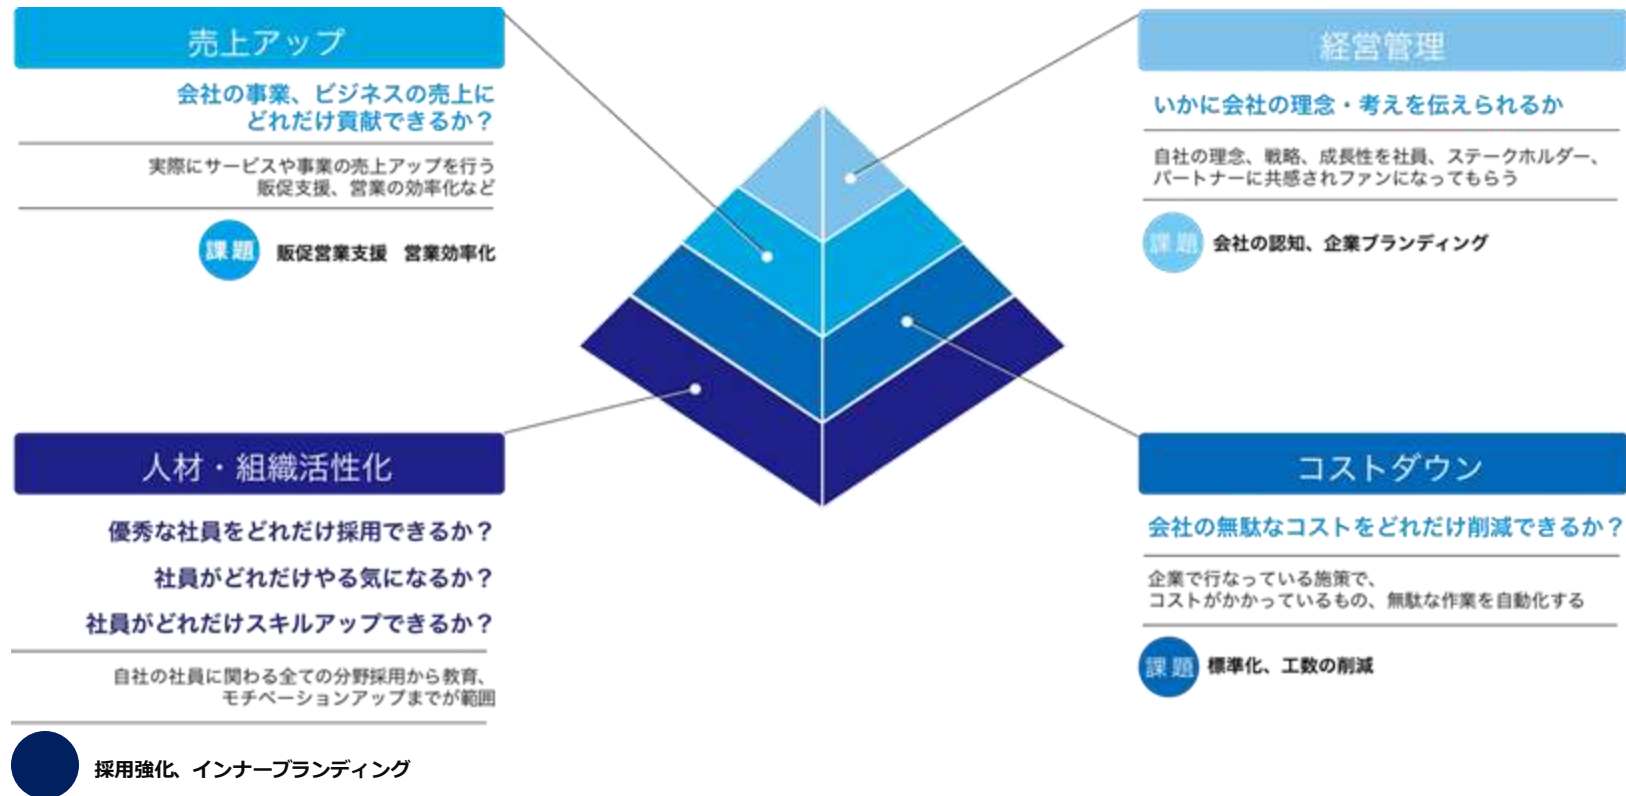 売上アップ
会社の事業、ビジネスの売上に
どれだけ貢献できるか？
実際にサービスや事業の売上アップを行う
販促支援、営業の効率化など
課題
販促営業支援　営業効率化
経営管理
いかに会社の理念・考えを伝えられるか
自社の理念、戦略、成長性を社員、ステークホルダー、
パートナーに共感されファンになってもらう
課題
会社の認知、企業ブランディング
人材・組織活性化
優秀な社員をどれだけ採用できるか？
社員がどれだけやる気になるか？
社員がどれだけスキルアップできるか？
自社の社員に関わる全ての分野採用から教育、
モチベーションアップまでが範囲
採用強化、インナーブランディング
コストダウン
会社の無駄なコストをどれだけ削減できるか？
企業で行なっている施策で、
コストがかかっているもの、無駄な作業を自動化する
課題
標準化、工数の削減